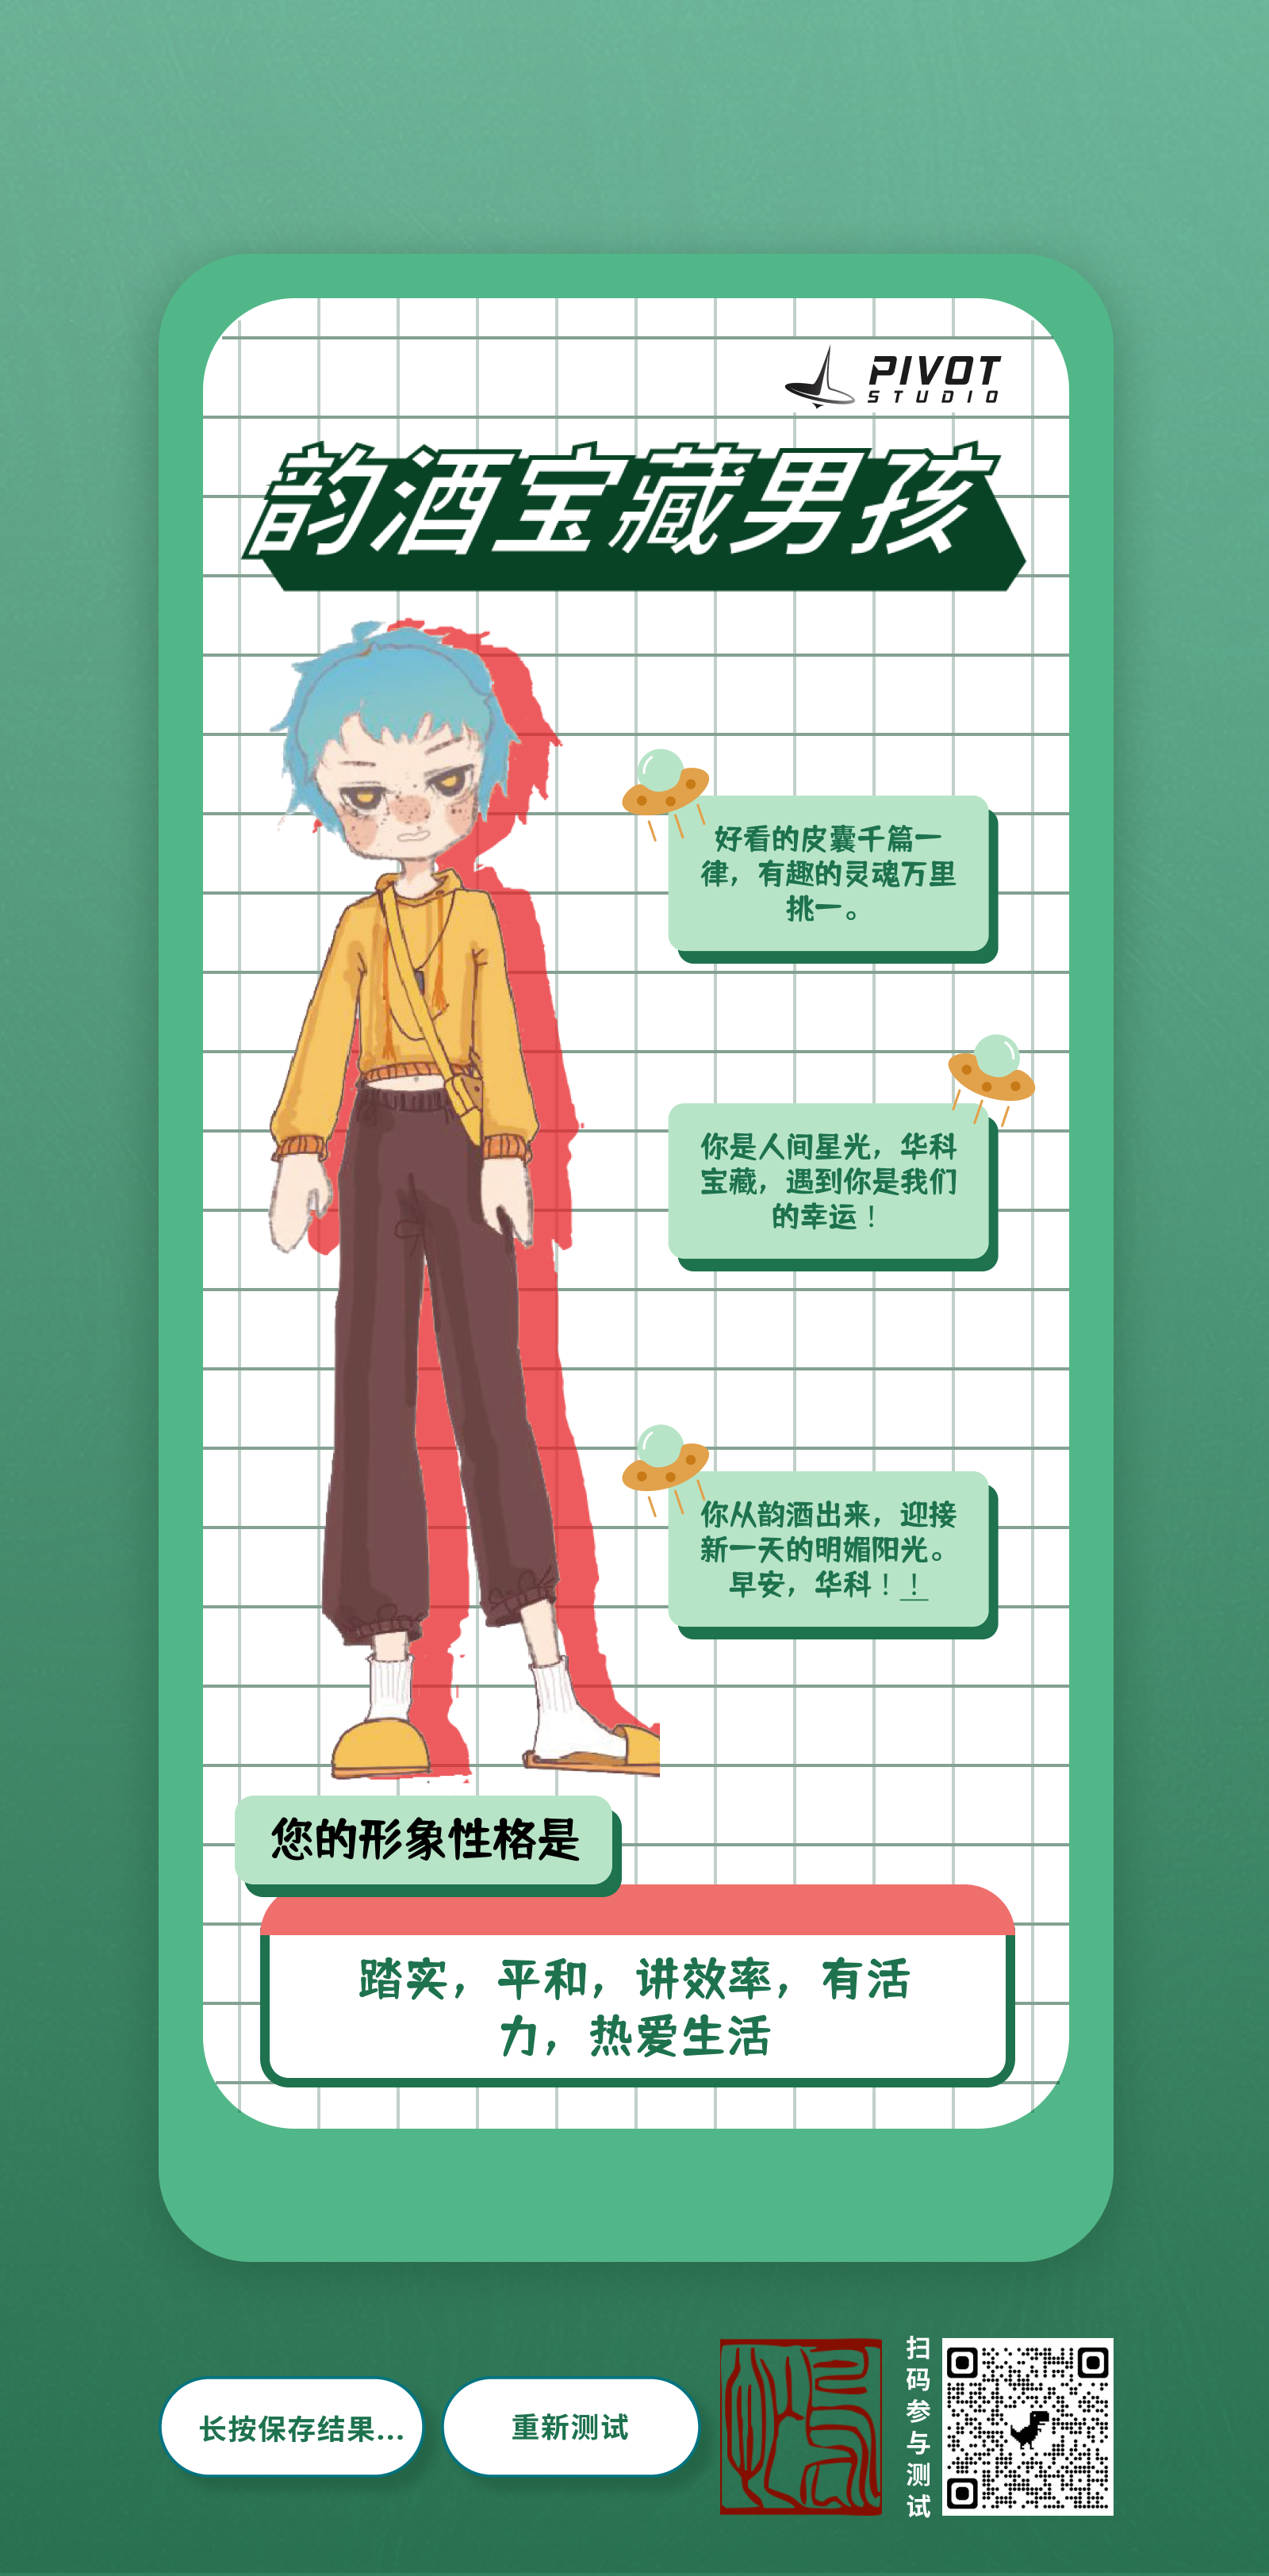 PIVOT
STUDIO
韵酒宝藏男孩
好看的皮囊千篇一
律，有趣的灵魂万里
挑一。
你是人间星光，华科
宝藏，遇到你是我们
的幸运！
你从韵酒出来，迎接
新一天的明媚阳光。
早安，华科！！
您的形象性格是
踏实，平和，讲效率，有活
力，热爱生活
长按保存结果...
重新测试
扫码参与测试